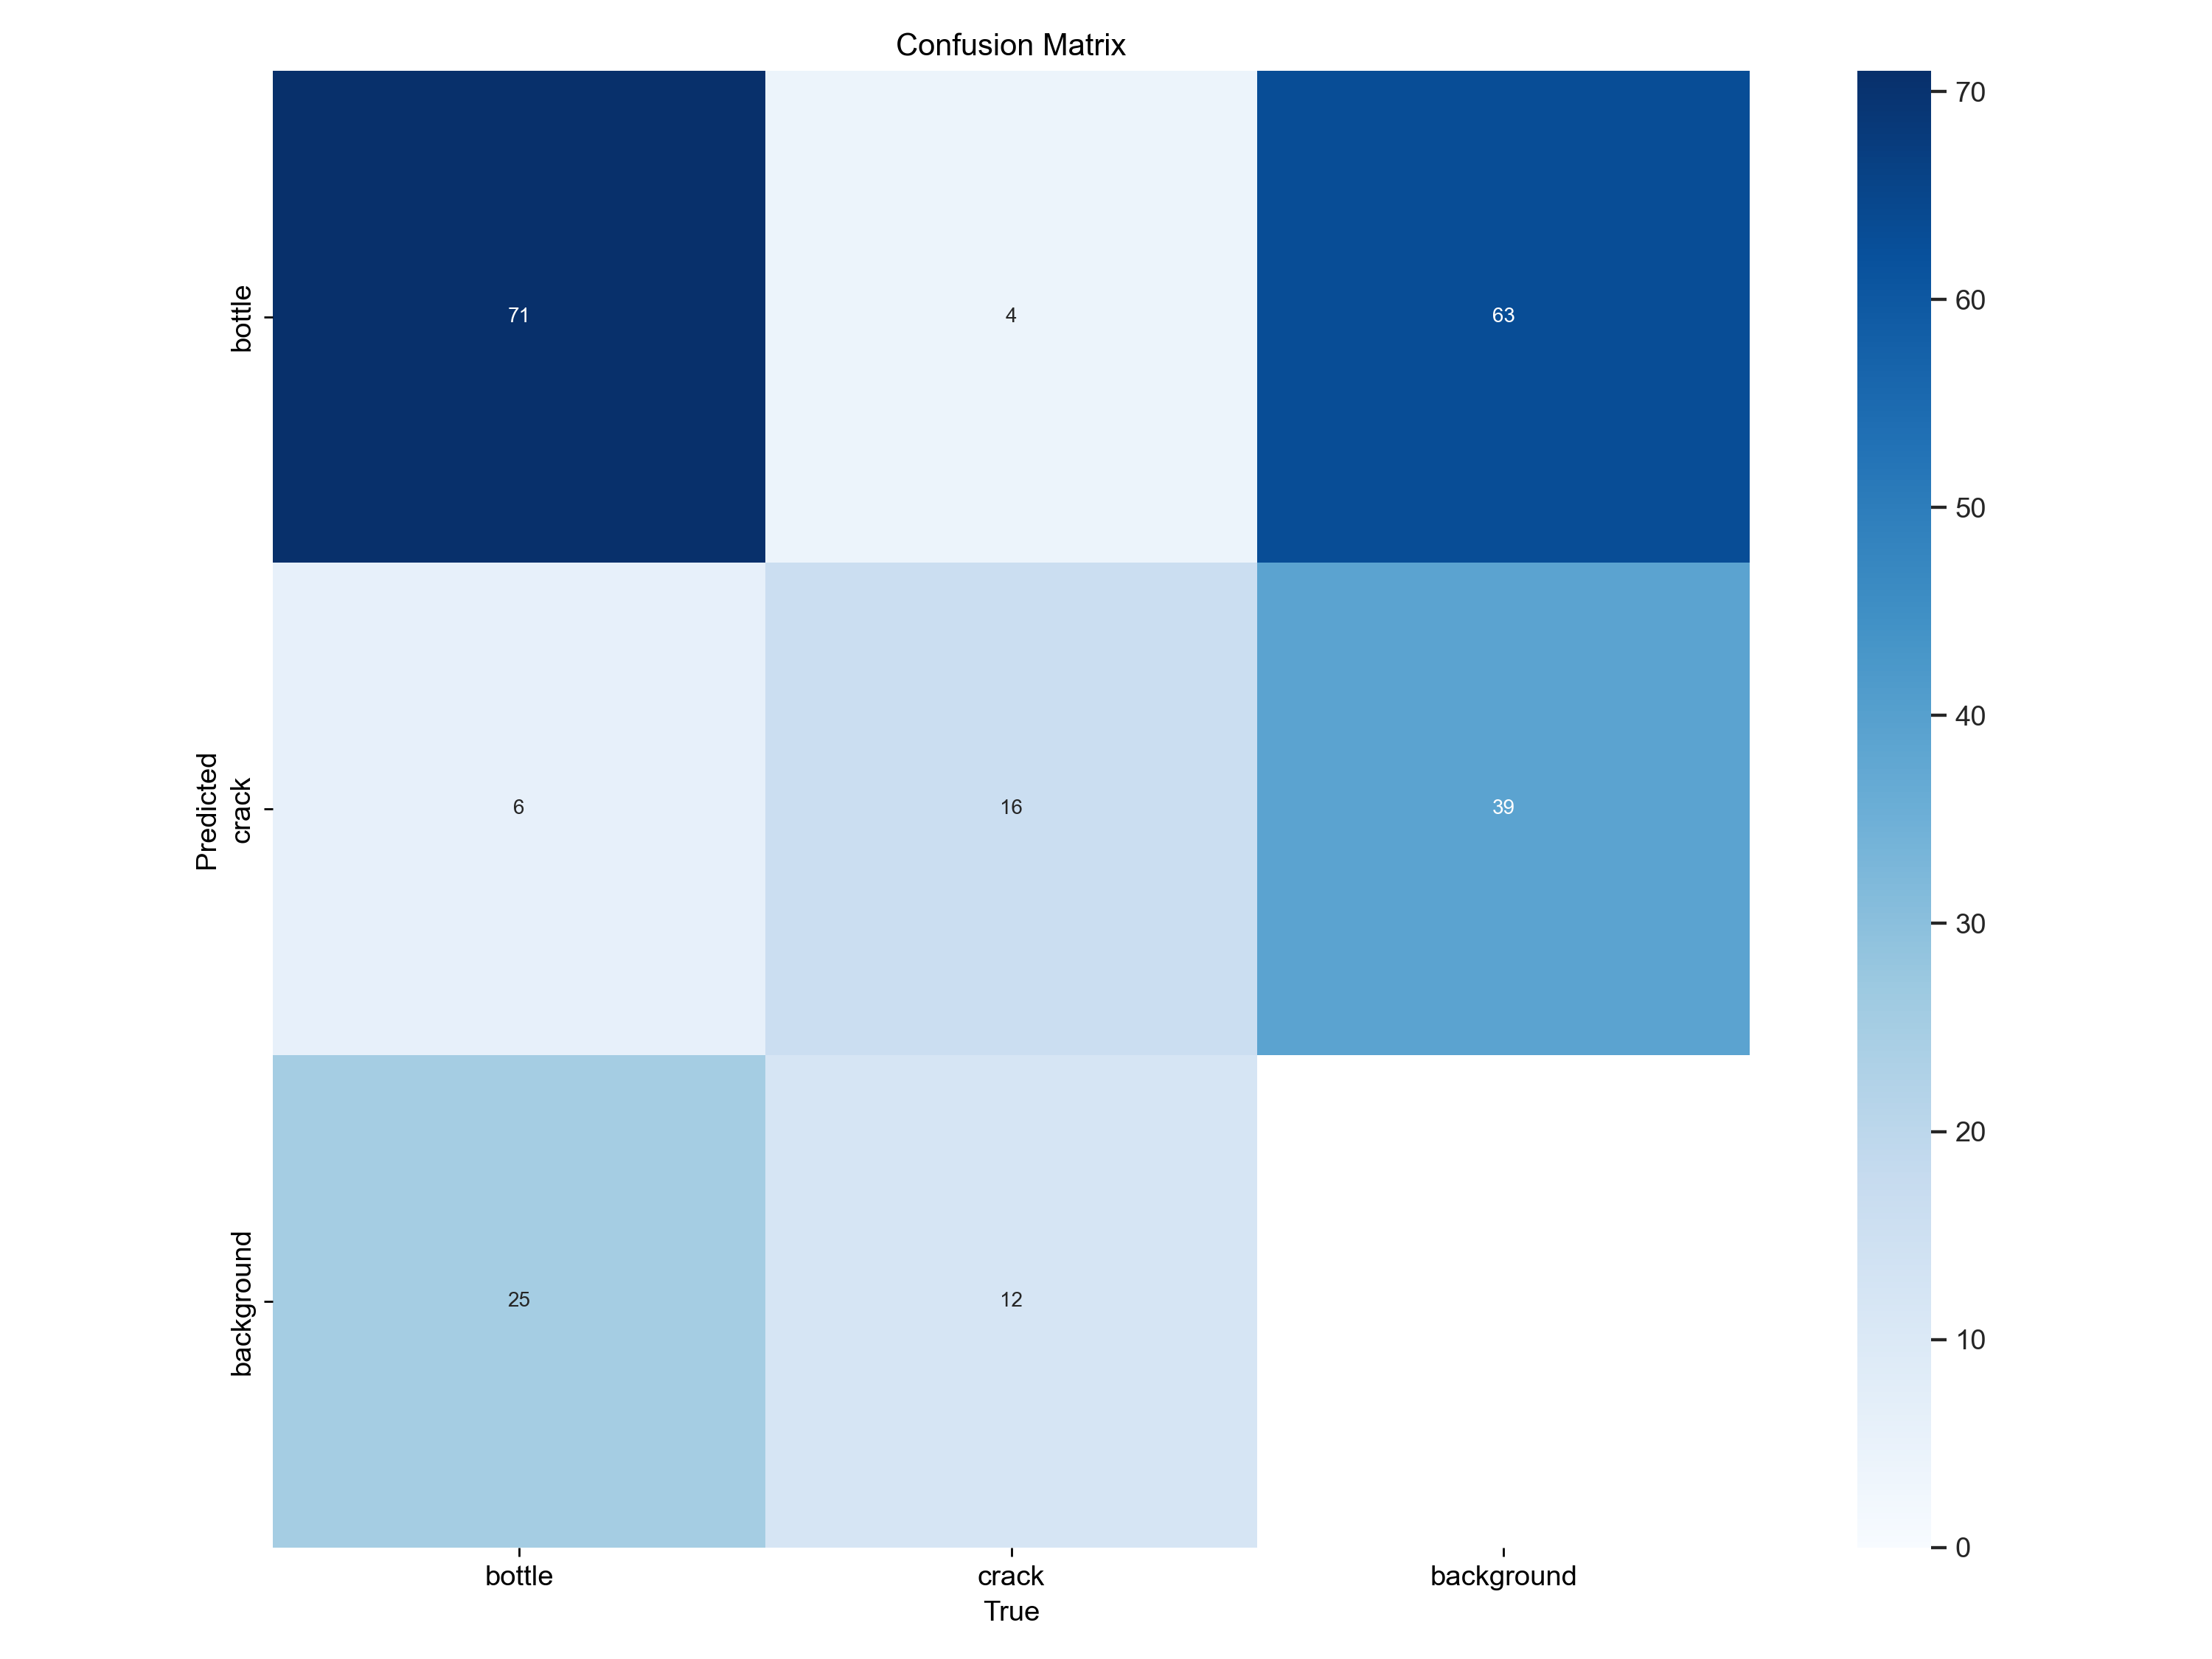 Confusion Matrix
Predicted
bottle
71 4 63
crack
6 16 39
background
25 12
bottle crack background
True
70
60
50
40
30
20
10
0